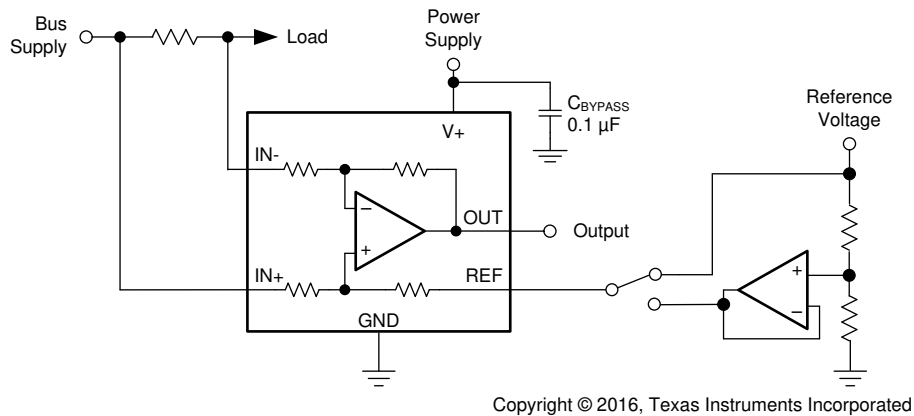 Bus
Supply
Load
Power
Supply
C_BYPASS
0.1 µF
Reference
Voltage
V+
IN-
−
OUT
Output
+
IN+
REF
+
−
GND
Copyright © 2016, Texas Instruments Incorporated